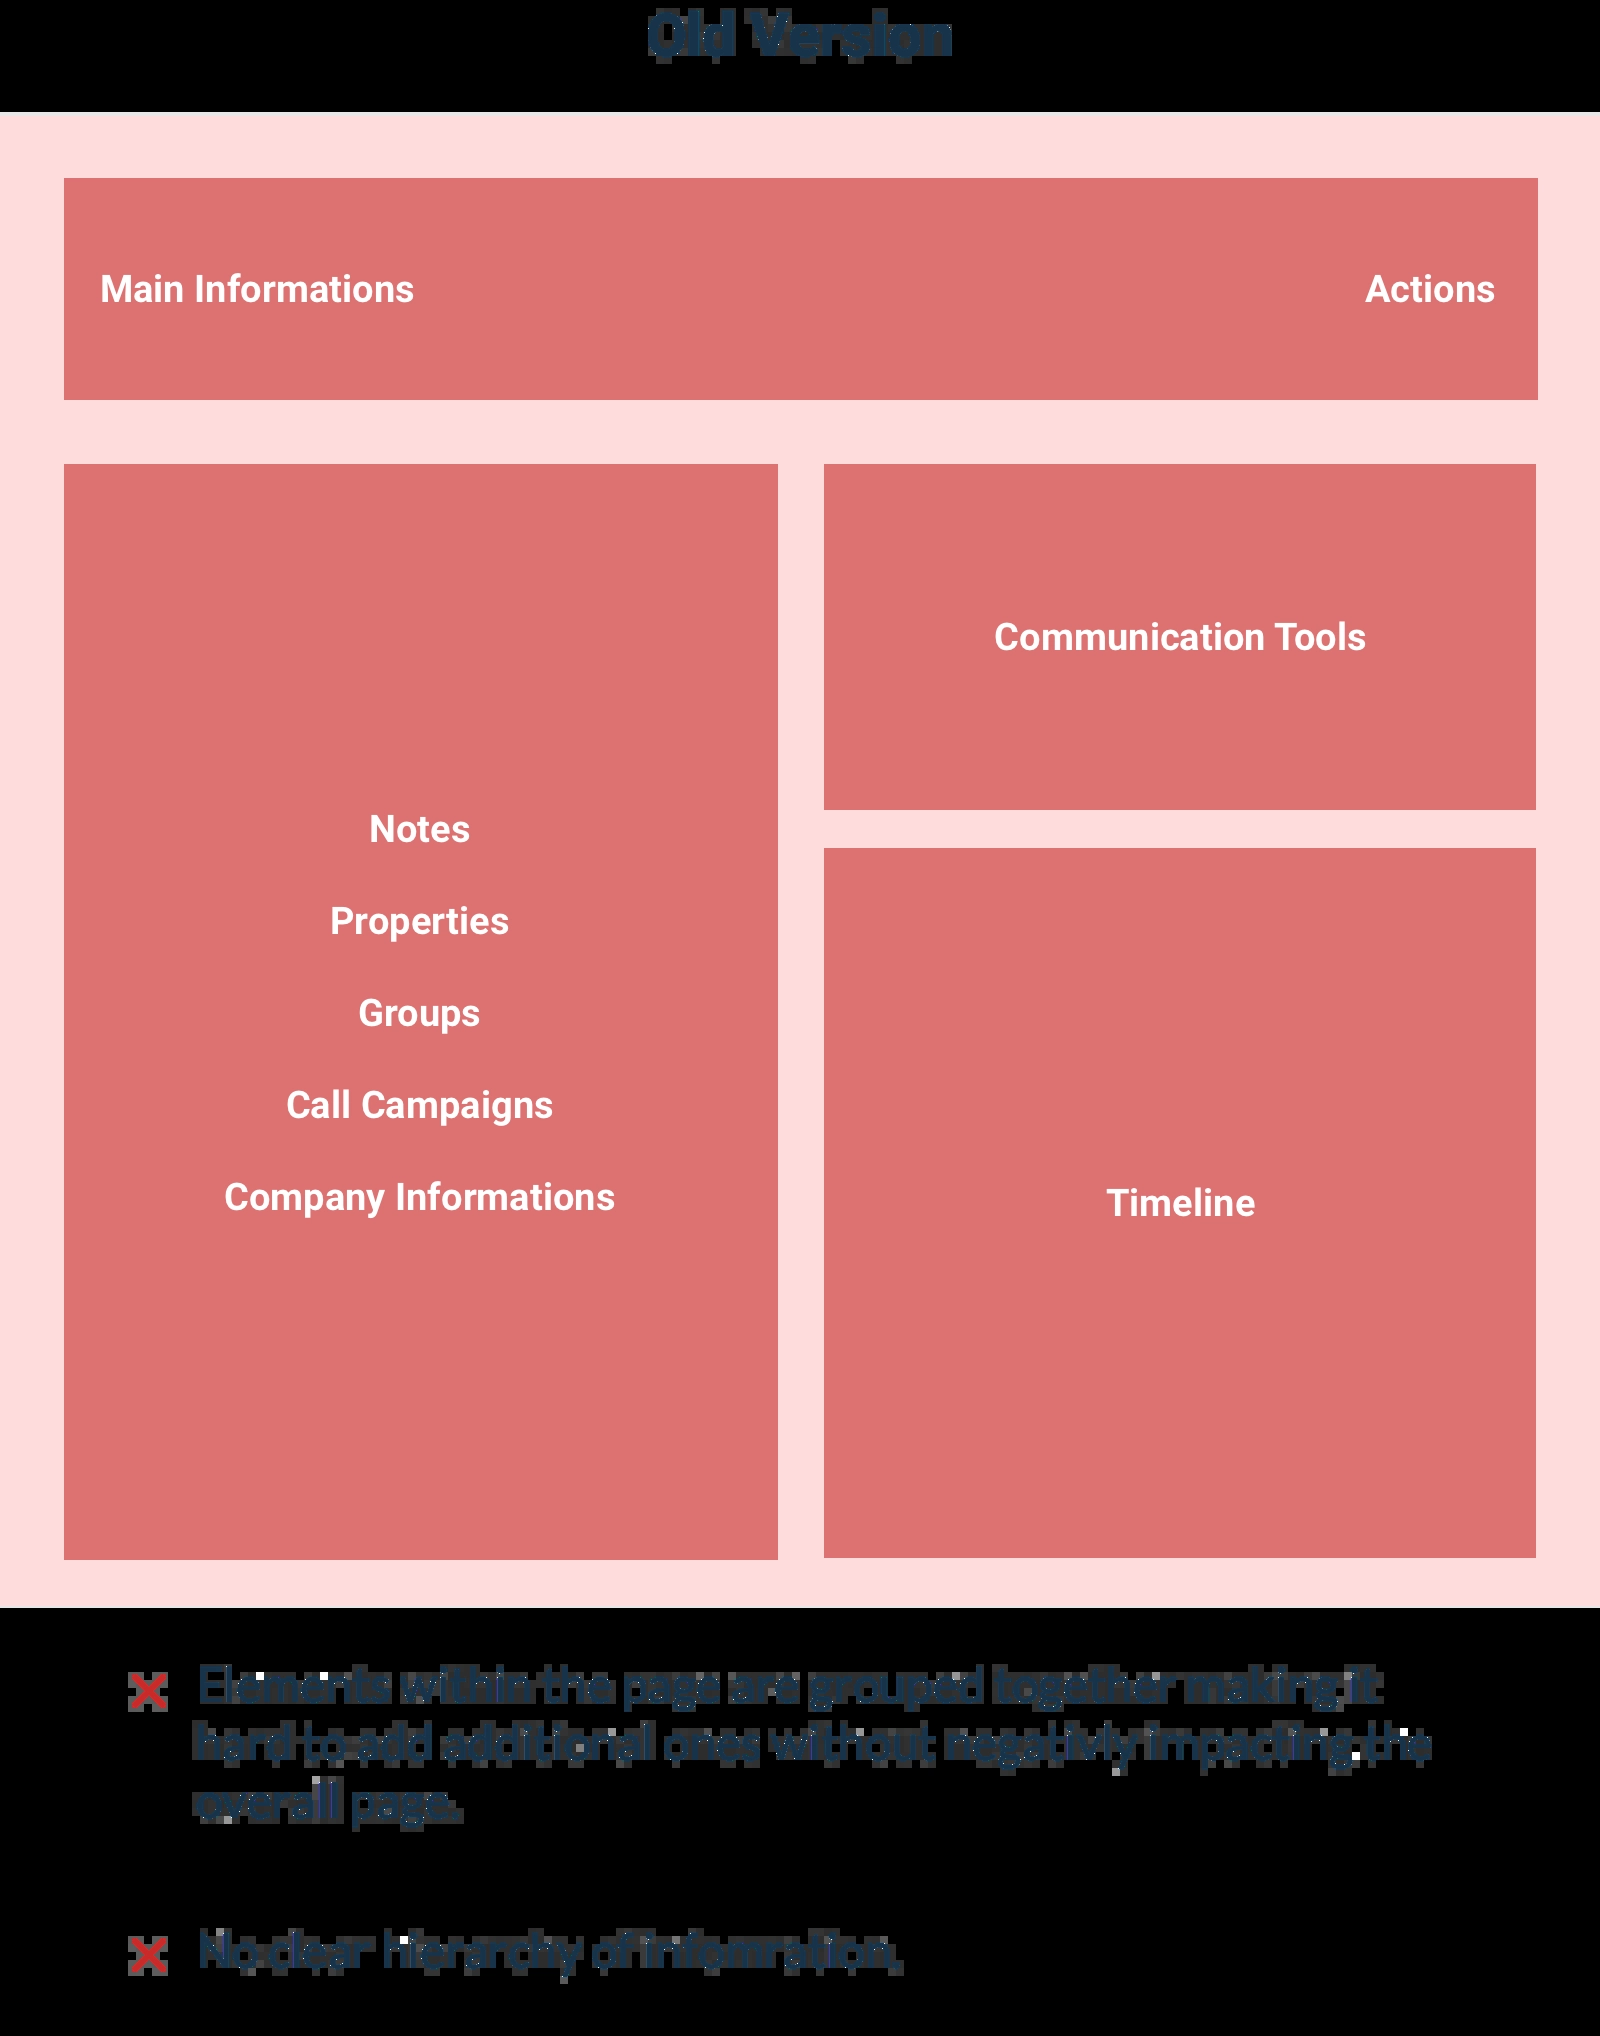 Old Version
Main Informations
Actions
Notes
Properties
Groups
Call Campaigns
Company Informations
Communication Tools
Timeline
Elements within the page are grouped together making it
hard to add additional ones without negativly impacting the
overall page.
No clear hierarchy of infomration.